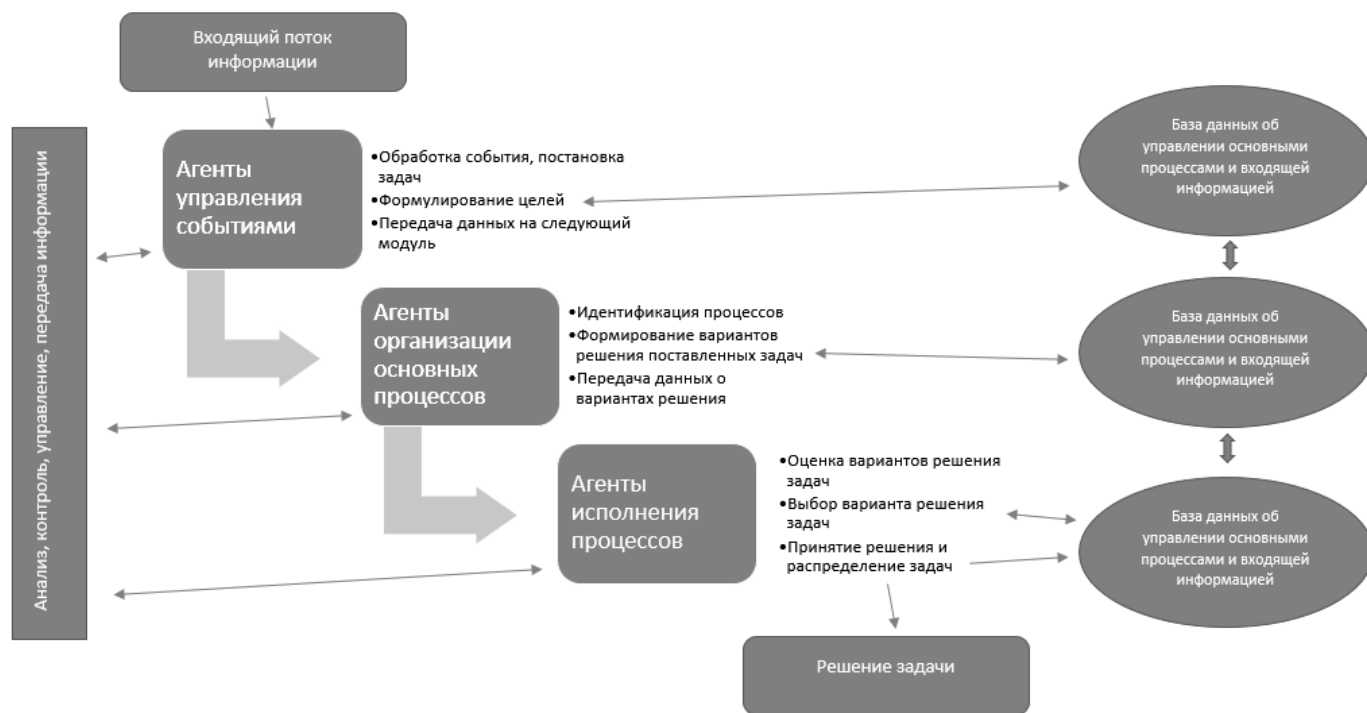 Входящий поток
информации
Анализ, контроль, управление, передача информации
Агенты
управления
событиями
•Обработка события, постановка
задач
•Формулирование целей
•Передача данных на следующий
модуль
База данных об
управлении основными
процессами и входящей
информацией
Агенты
организации
основных
процессов
•Идентификация процессов
•Формирование вариантов
решения поставленных задач
•Передача данных о
вариантах решения
База данных об
управлении основными
процессами и входящей
информацией
Агенты
исполнения
процессов
•Оценка вариантов решения
задач
•Выбор варианта решения
задач
•Принятие решения и
распределение задач
База данных об
управлении основными
процессами и входящей
информацией
Решение задачи